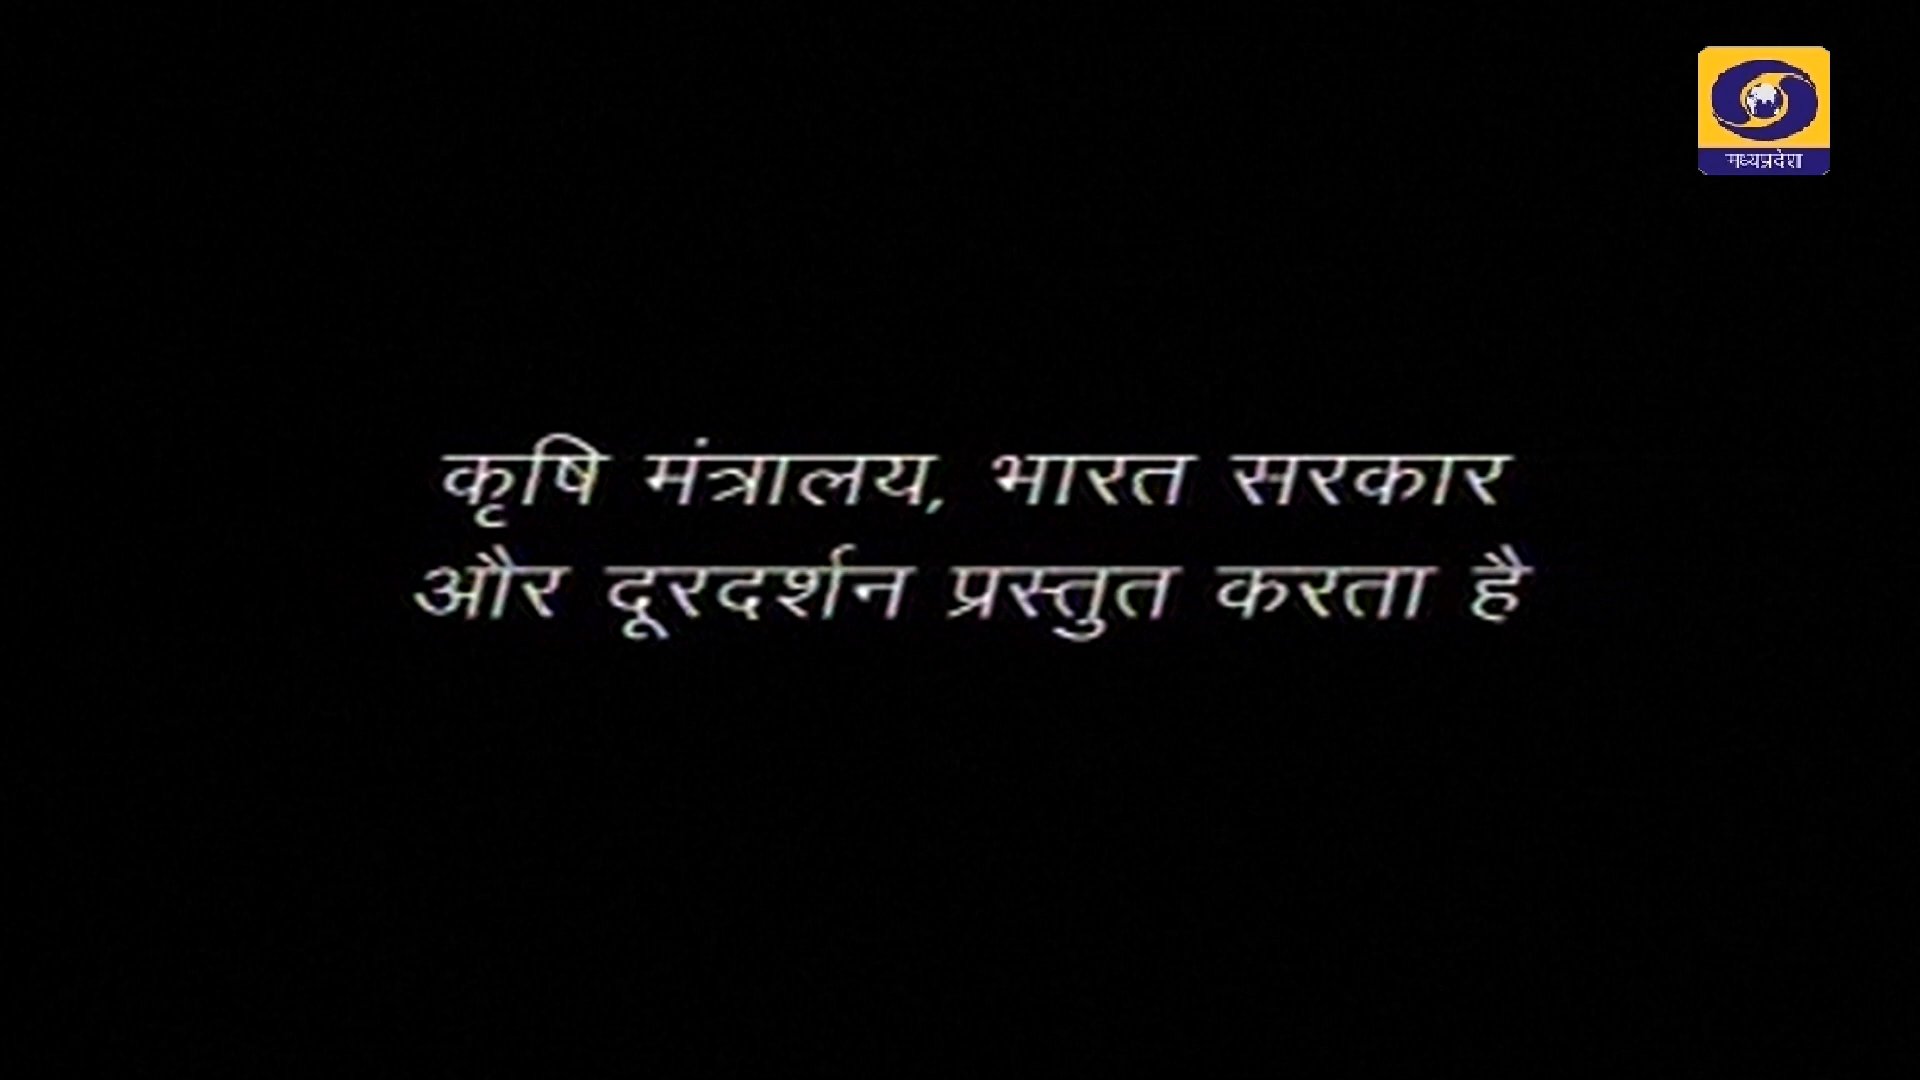 मध्यप्रदेश
कृषि मंत्रालय, भारत सरकार
और दूरदर्शन प्रस्तुत करता है